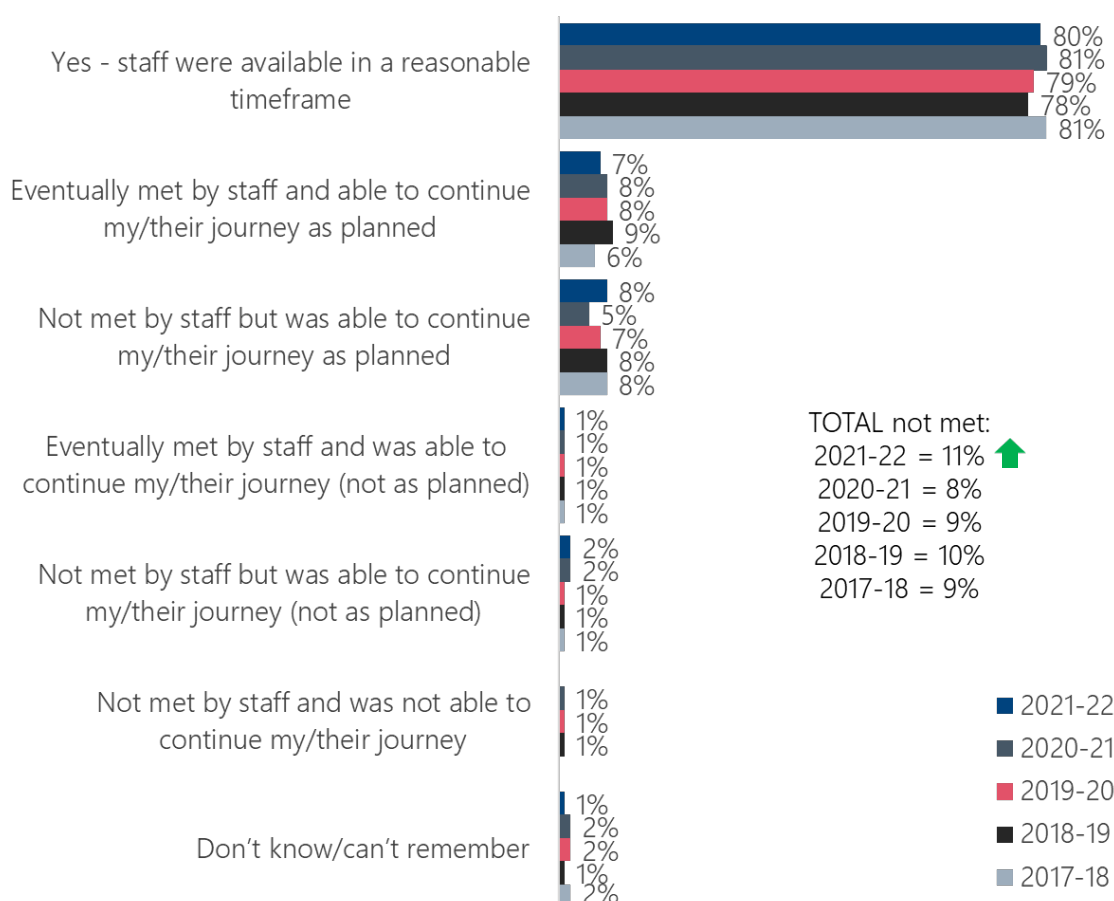 Yes - staff were available in a reasonable
timeframe
80%
81%
79%
78%
81%
Eventually met by staff and able to continue
my/their journey as planned
7%
8%
8%
9%
6%
Not met by staff but was able to continue
my/their journey as planned
8%
5%
7%
8%
8%
Eventually met by staff and was able to
continue my/their journey (not as planned)
1%
1%
1%
1%
1%
TOTAL not met:
2021-22 = 11%
2020-21 = 8%
2019-20 = 9%
2018-19 = 10%
2017-18 = 9%
Not met by staff but was able to continue
my/their journey (not as planned)
2%
2%
1%
1%
1%
Not met by staff and was not able to
continue my/their journey
1%
1%
1%
Don't know/can't remember
1%
2%
2%
1%
2%
2021-22
2020-21
2019-20
2018-19
2017-18